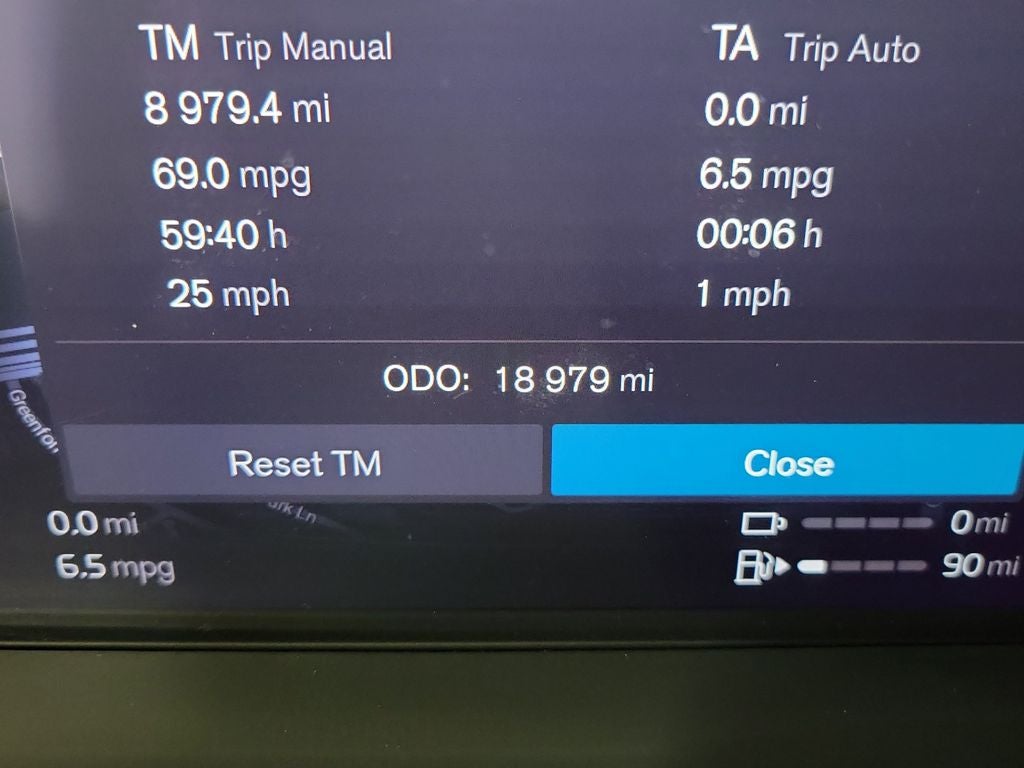 TM Trip Manual
TA Trip Auto
8 979.4 mi
0.0 mi
69.0 mpg
6.5 mpg
59:40 h
00:06 h
25 mph
1 mph
ODO: 18 979 mi
Reset TM
Close
0.0 mi
0 mi
6.5 mpg
90 mi